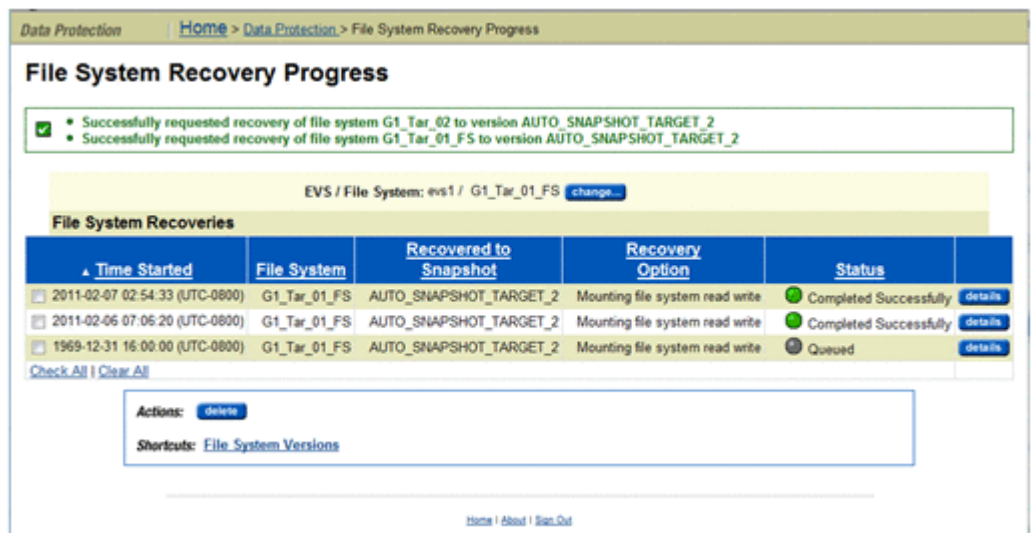 Data Protection Home > Data Protection > File System Recovery Progress
File System Recovery Progress
• Successfully requested recovery of file system G1_Tar_02 to version AUTO_SNAPSHOT_TARGET_2
• Successfully requested recovery of file system G1_Tar_01_FS to version AUTO_SNAPSHOT_TARGET_2
EVS / File System: evs1 / G1_Tar_01_FS change...
File System Recoveries
▲ Time Started File System Recovered to Snapshot Recovery Option Status
2011-02-07 02:54:33 (UTC-0800) G1_Tar_01_FS AUTO_SNAPSHOT_TARGET_2 Mounting file system read write Completed Successfully details
2011-02-06 07:06:20 (UTC-0800) G1_Tar_01_FS AUTO_SNAPSHOT_TARGET_2 Mounting file system read write Completed Successfully details
1969-12-31 16:00:00 (UTC-0800) G1_Tar_01_FS AUTO_SNAPSHOT_TARGET_2 Mounting file system read write Queued details
Check All | Clear All
Actions: delete
Shortcuts: File System Versions
Home | About | Sign Out